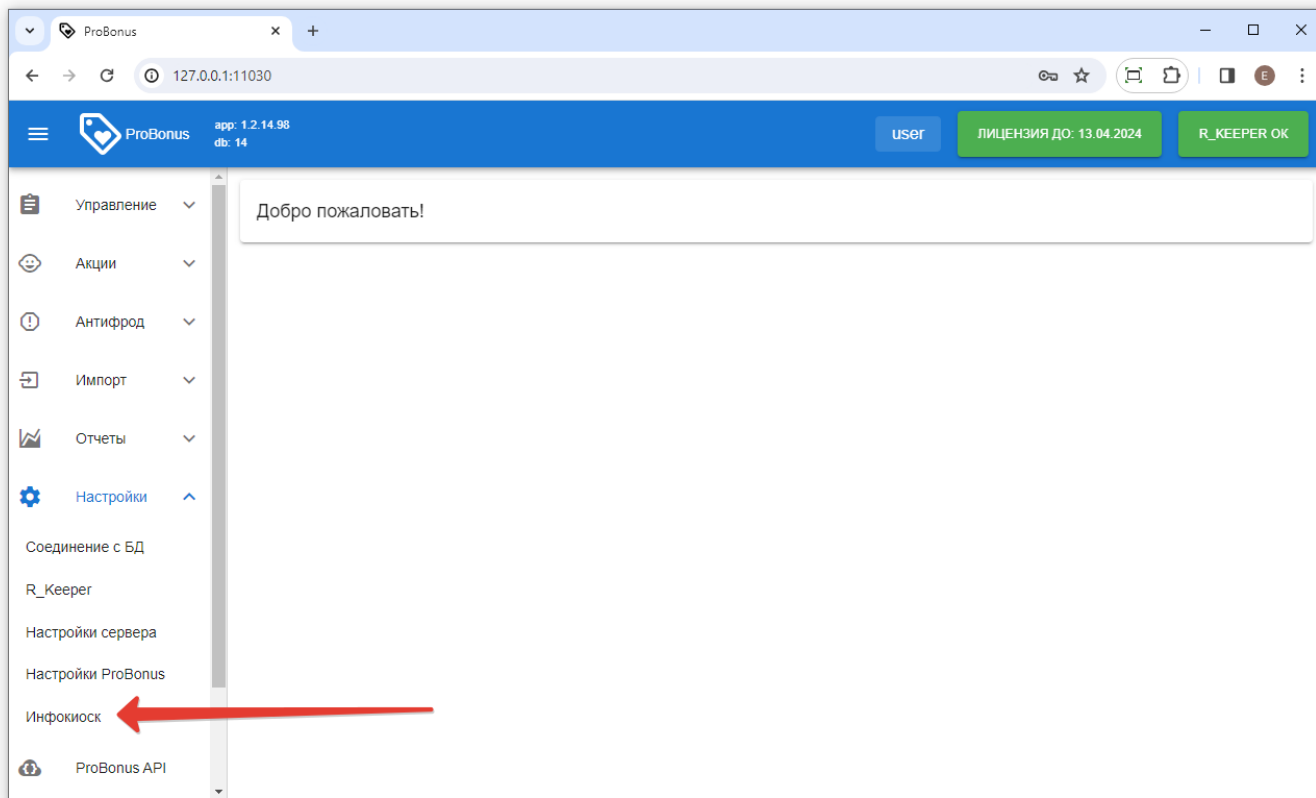 ProBonus
127.0.0.1:11030
E
ProBonus
app: 1.2.14.98
db: 14
user
ЛИЦЕНЗИЯ ДО: 13.04.2024
R_KEEPER OK
Управление
Добро пожаловать!
Акции
Антифрод
Импорт
Отчеты
Настройки
Соединение с БД
R_Keeper
Настройки сервера
Настройки ProBonus
Инфокиоск
ProBonus API